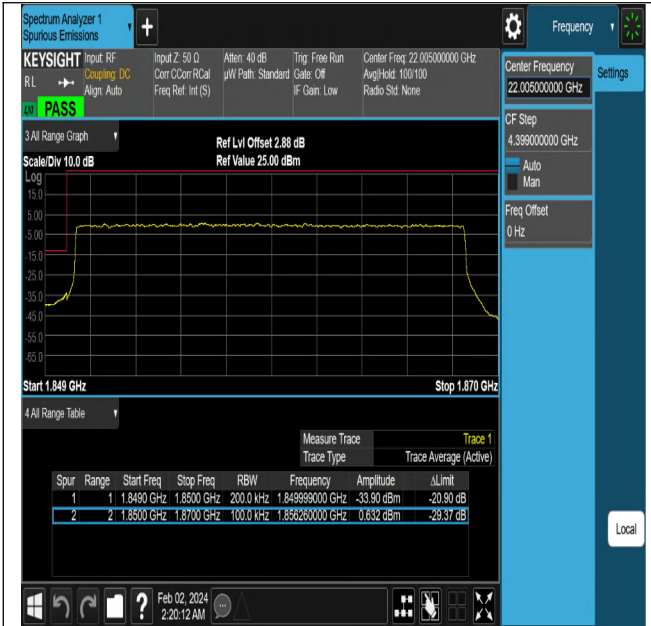 Spectrum Analyzer 1
Spurious Emissions
+
Frequency
KEYSIGHT
RL
Input: RF
Coupling: DC
Align: Auto
Input Z: 50 Ω
Corr CCorr RCal
Freq Ref: Int (S)
Atten: 40 dB
µW Path: Standard
Trig: Free Run
Gate: Off
IF Gain: Low
Center Freq: 22.005000000 GHz
Avg|Hold: 100/100
Radio Std: None
LXI PASS
Center Frequency
22.005000000 GHz
Settings
CF Step
4.399000000 GHz
Auto
Man
Freq Offset
0 Hz
3 All Range Graph
Ref Lvl Offset 2.88 dB
Scale/Div 10.0 dB
Ref Value 25.00 dBm
Log
15.0
5.00
-5.00
-15.0
-25.0
-35.0
-45.0
-55.0
-65.0
Start 1.849 GHz
Stop 1.870 GHz
4 All Range Table
Measure Trace Trace 1
Trace Type Trace Average (Active)
Spur Range Start Freq Stop Freq RBW Frequency Amplitude ΔLimit
1 1 1.8490 GHz 1.8500 GHz 200.0 kHz 1.849999000 GHz -33.90 dBm -20.90 dB
2 2 1.8500 GHz 1.8700 GHz 100.0 kHz 1.856260000 GHz 0.632 dBm -29.37 dB
Local
?
Feb 02, 2024
2:20:12 AM